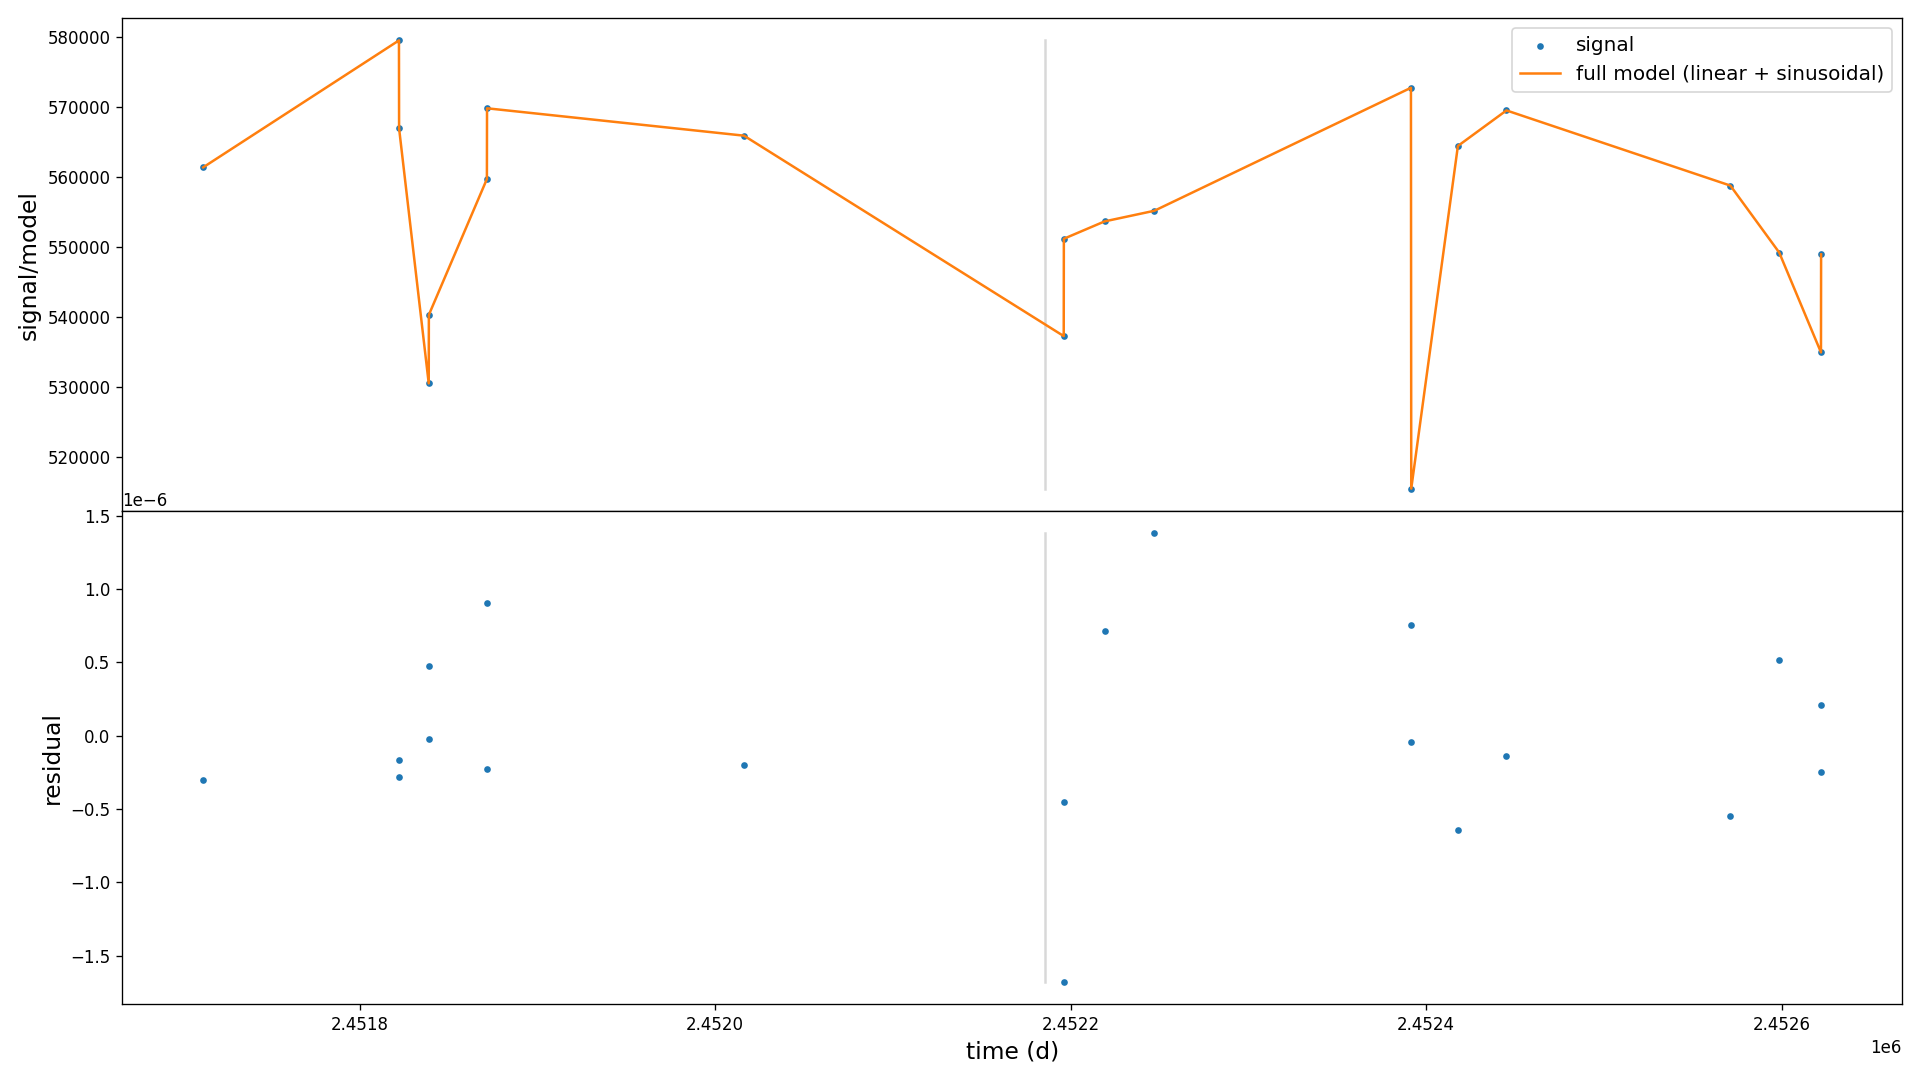 580000
570000
560000
550000
540000
530000
520000
signal/model
signal
full model (linear + sinusoidal)
1e−6
1.5
1.0
0.5
0.0
−0.5
−1.0
−1.5
residual
2.4518
2.4520
2.4522
2.4524
2.4526
time (d)
1e6